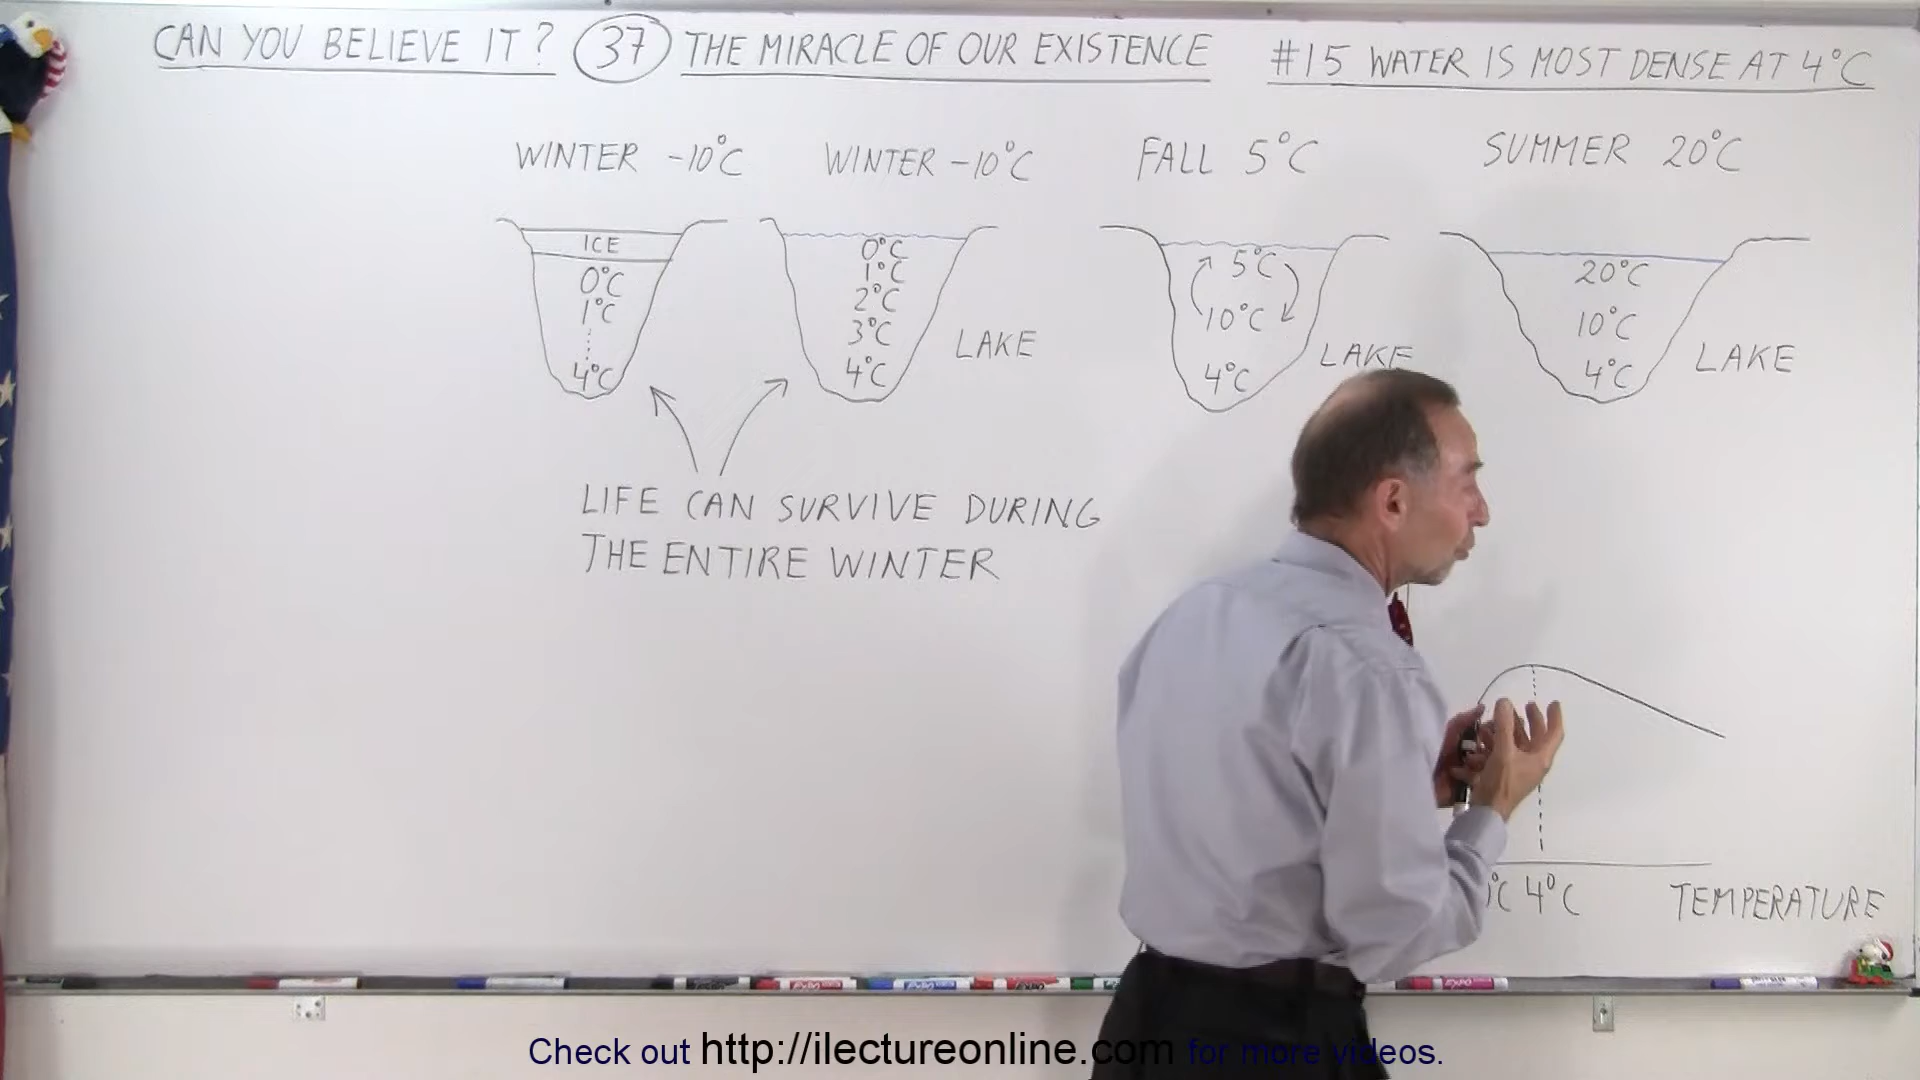 CAN YOU BELIEVE IT? 37 THE MIRACLE OF OUR EXISTENCE #15 WATER IS MOST DENSE AT 4°C
WINTER -10°C WINTER -10°C FALL 5°C SUMMER 20°C
ICE
0°C
1°C
4°C
0°C
1°C
2°C
3°C
4°C
LAKE
5°C
10°C
4°C
LAKE
20°C
10°C
4°C
LAKE
LIFE CAN SURVIVE DURING
THE ENTIRE WINTER
°C 4°C TEMPERATURE
Check out http://ilectureonline.com for more videos.